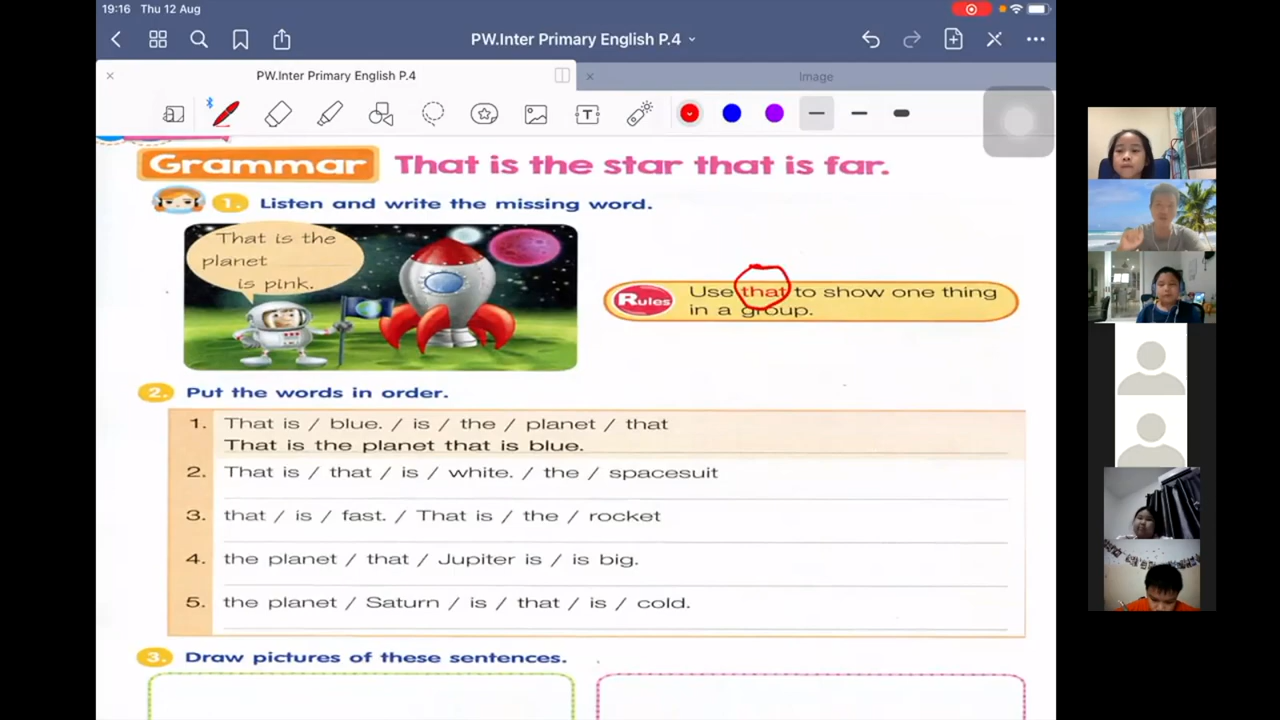 19:16 Thu 12 Aug
PW.Inter Primary English P.4
PW.Inter Primary English P.4
Image
T
Grammar That is the star that is far.
1. Listen and write the missing word.
That is the
planet
is pink.
Rules Use that to show one thing
in a group.
2. Put the words in order.
1. That is / blue. / is / the / planet / that
That is the planet that is blue.
2. That is / that / is / white. / the / spacesuit
3. that / is / fast. / That is / the / rocket
4. the planet / that / Jupiter is / is big.
5. the planet / Saturn / is / that / is / cold.
3. Draw pictures of these sentences.